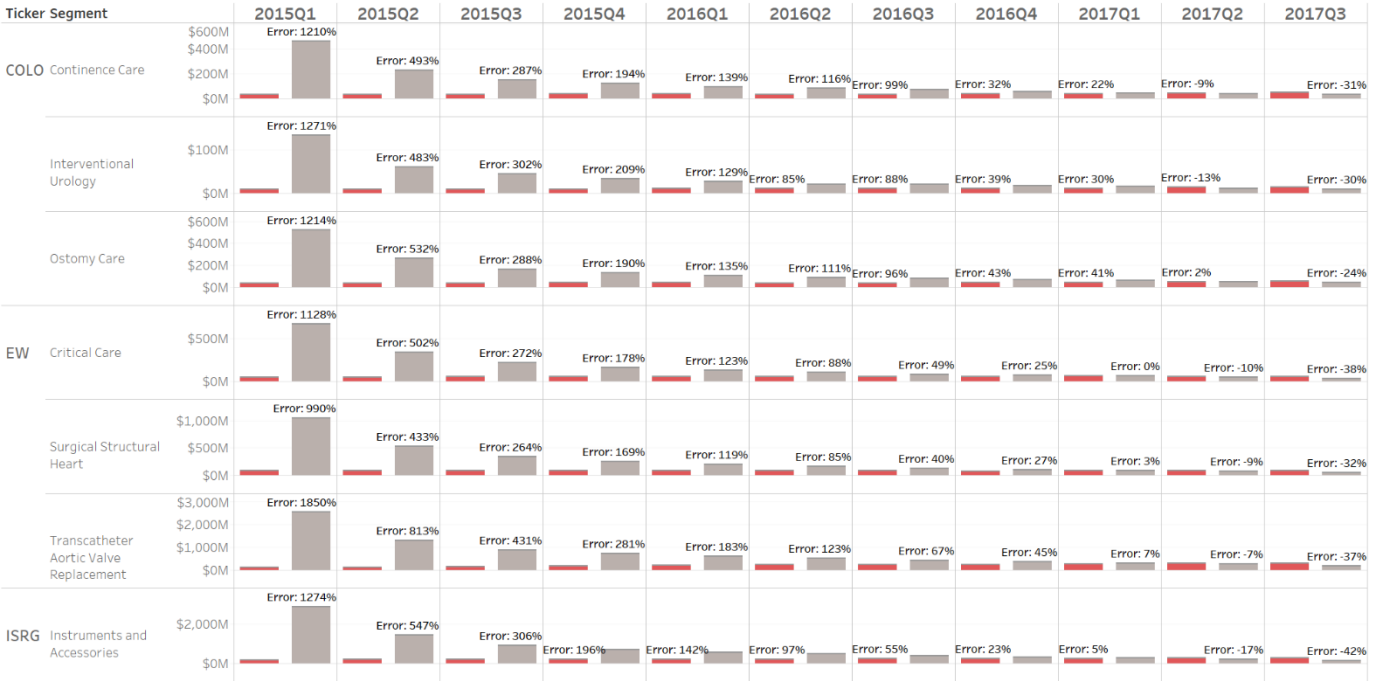 Ticker Segment 2015Q1 2015Q2 2015Q3 2015Q4 2016Q1 2016Q2 2016Q3 2016Q4 2017Q1 2017Q2 2017Q3
COLO Continence Care
$600M
$400M
$200M
$0M
Error: 1210% Error: 493% Error: 287% Error: 194% Error: 139% Error: 116% Error: 99% Error: 32% Error: 22% Error: -9% Error: -31%
Interventional
Urology
$100M
$0M
Error: 1271% Error: 483% Error: 302% Error: 209% Error: 129% Error: 85% Error: 88% Error: 39% Error: 30% Error: -13% Error: -30%
Ostomy Care
$600M
$400M
$200M
$0M
Error: 1214% Error: 532% Error: 288% Error: 190% Error: 135% Error: 111% Error: 96% Error: 43% Error: 41% Error: 2% Error: -24%
EW Critical Care
$500M
$0M
Error: 1128% Error: 502% Error: 272% Error: 178% Error: 123% Error: 88% Error: 49% Error: 25% Error: 0% Error: -10% Error: -38%
Surgical Structural
Heart
$1,000M
$500M
$0M
Error: 990% Error: 433% Error: 264% Error: 169% Error: 119% Error: 85% Error: 40% Error: 27% Error: 3% Error: -9% Error: -32%
Transcatheter
Aortic Valve
Replacement
$3,000M
$2,000M
$1,000M
$0M
Error: 1850% Error: 813% Error: 431% Error: 281% Error: 183% Error: 123% Error: 67% Error: 45% Error: 7% Error: -7% Error: -37%
ISRG Instruments and
Accessories
$2,000M
$0M
Error: 1274% Error: 547% Error: 306% Error: 196% Error: 142% Error: 97% Error: 55% Error: 23% Error: 5% Error: -17% Error: -42%